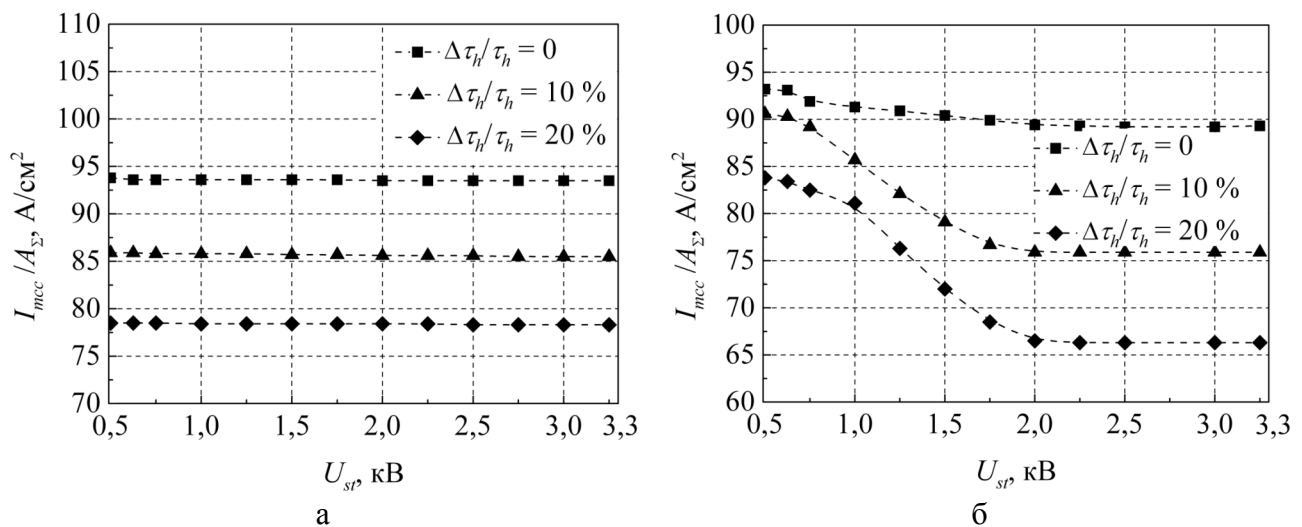 110
105
100
95
90
85
80
75
70
I_mcc /A_Σ, А/см²
Δτ_h/τ_h = 0
Δτ_h/τ_h = 10 %
Δτ_h/τ_h = 20 %
0,5 1,0 1,5 2,0 2,5 3,0 3,3
U_st, кВ
а
100
95
90
85
80
75
70
65
60
I_mcc /A_Σ, А/см²
Δτ_h/τ_h = 0
Δτ_h/τ_h = 10 %
Δτ_h/τ_h = 20 %
0,5 1,0 1,5 2,0 2,5 3,0 3,3
U_st, кВ
б